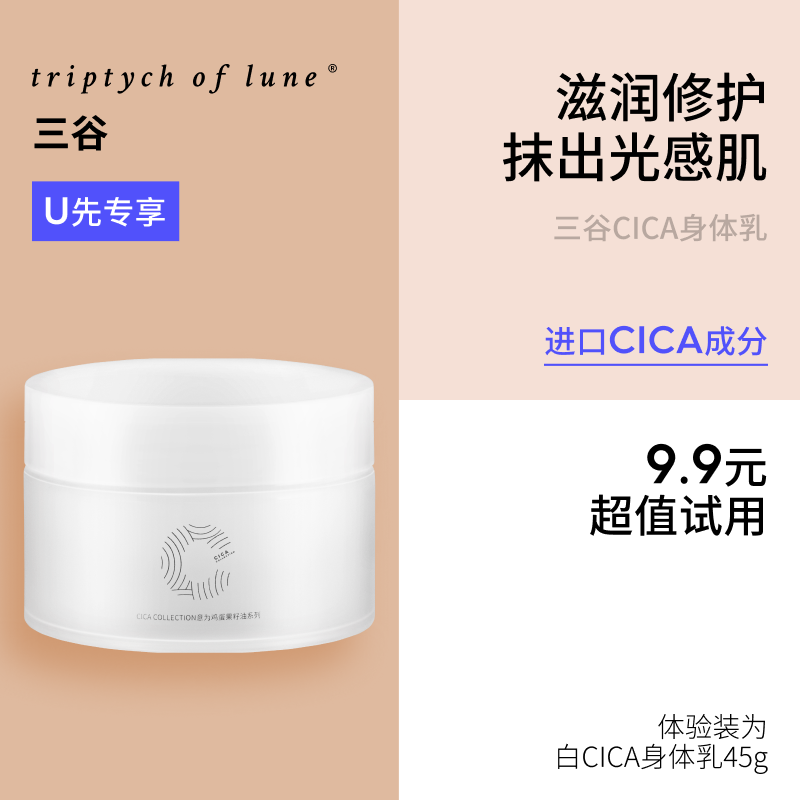 triptych of lune®
三谷
U先专享
滋润修护
抹出光感肌
三谷CICA身体乳
进口CICA成分
9.9元
超值试用
CICA
CICA COLLECTION意为鸡蛋果籽油系列
体验装为
白CICA身体乳45g